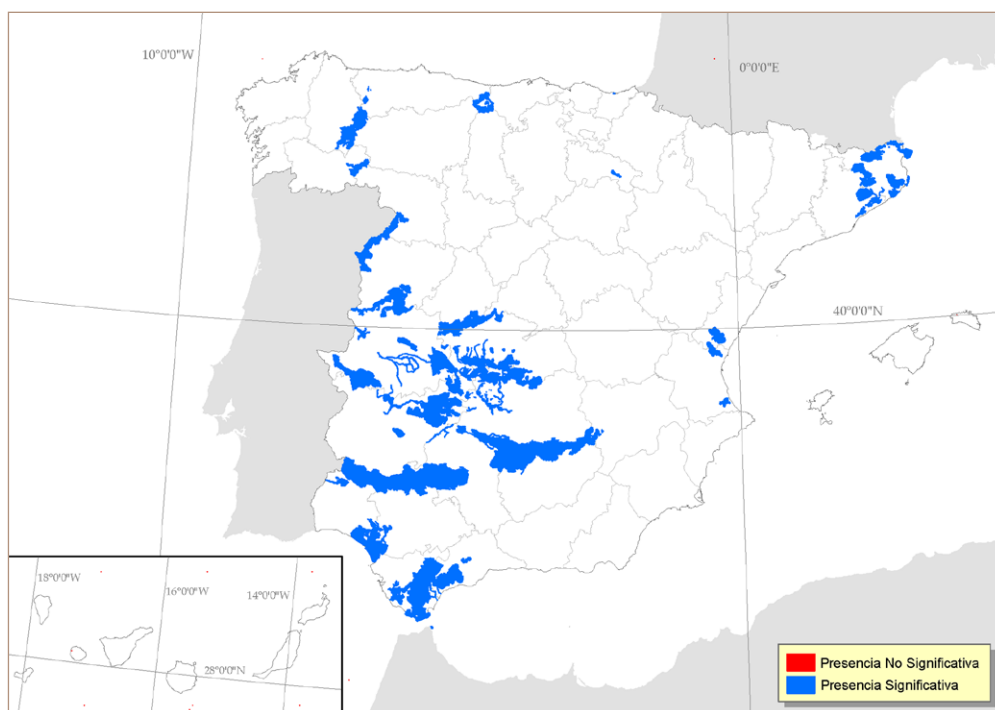 10°0'0"W
0°0'0"E
40°0'0"N
18°0'0"W
16°0'0"W
14°0'0"W
28°0'0"N
Presencia No Significativa
Presencia Significativa